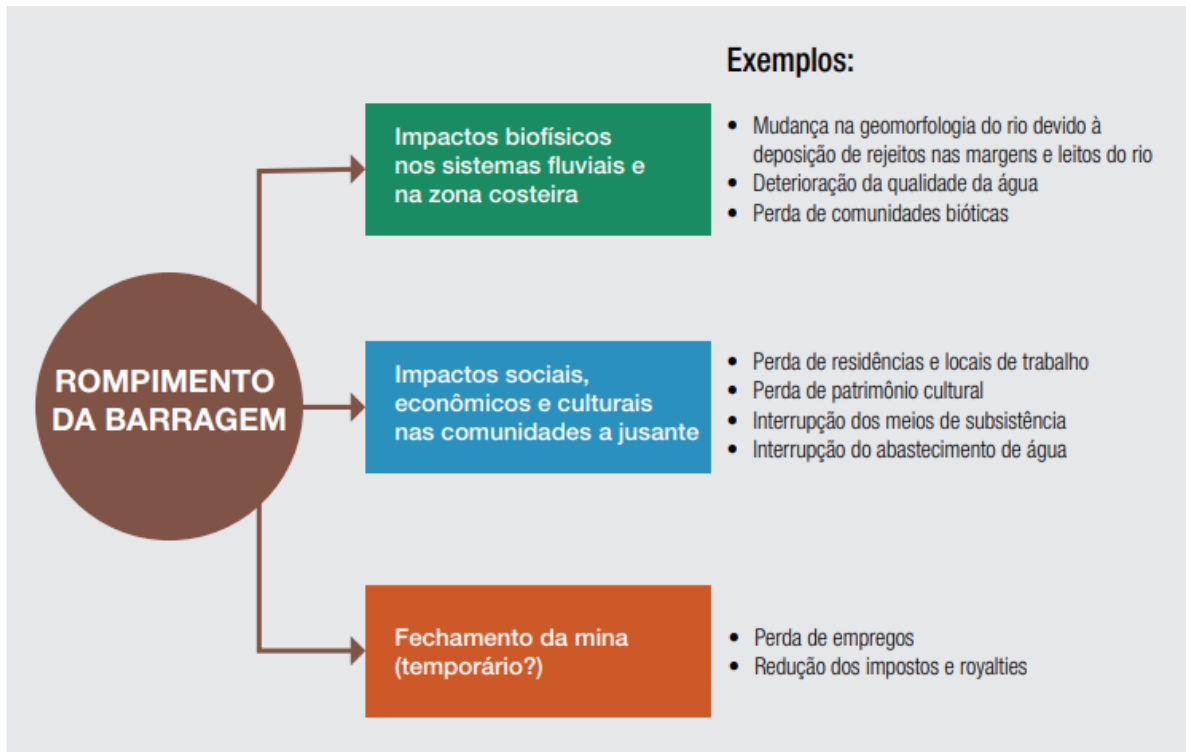 Exemplos:
Impactos biofísicos
nos sistemas fluviais e
na zona costeira
• Mudança na geomorfologia do rio devido à
deposição de rejeitos nas margens e leitos do rio
• Deterioração da qualidade da água
• Perda de comunidades bióticas
ROMPIMENTO
DA BARRAGEM
Impactos sociais,
econômicos e culturais
nas comunidades a jusante
• Perda de residências e locais de trabalho
• Perda de patrimônio cultural
• Interrupção dos meios de subsistência
• Interrupção do abastecimento de água
Fechamento da mina
(temporário?)
• Perda de empregos
• Redução dos impostos e royalties